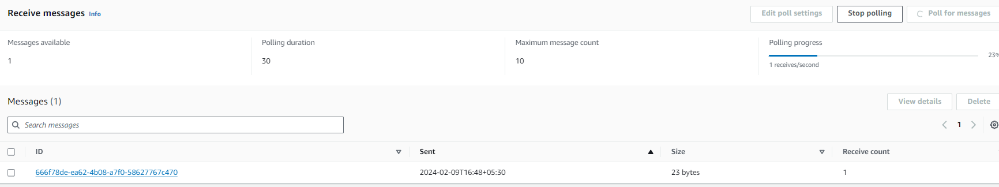 Receive messages Info
Edit poll settings
Stop polling
Poll for messages
Messages available
Polling duration
Maximum message count
Polling progress
1
30
10
23%
1 receives/second
Messages (1)
View details
Delete
Search messages
1
ID
Sent
Size
Receive count
666f78de-ea62-4b08-a7f0-58627767c470
2024-02-09T16:48+05:30
23 bytes
1